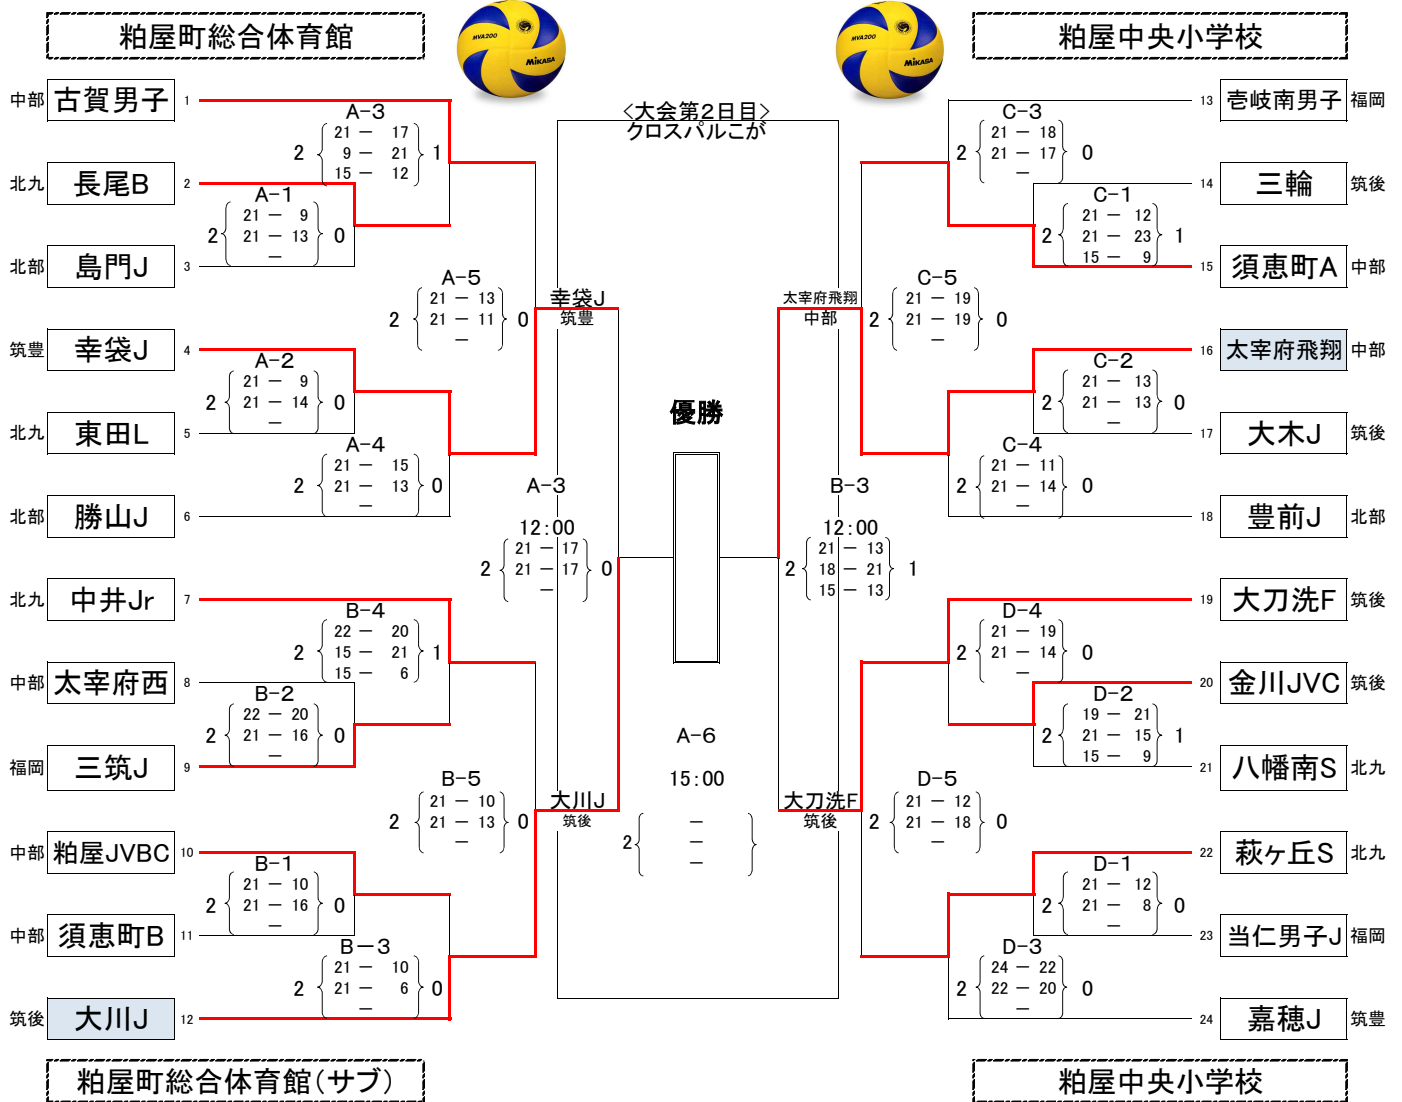 粕屋町総合体育館
粕屋中央小学校
MVA200
MIKASA
MVA200
MIKASA
<大会第2日目>
クロスパルこが
中部 古賀男子 1
A-3
21 － 17
2 9 － 21 1
15 － 12
北九 長尾B 2
A-1
21 － 9
2 21 － 13 0
－
北部 島門J 3
A-5
21 － 13
2 21 － 11 0
－
幸袋J
筑豊
筑豊 幸袋J 4
A-2
21 － 9
2 21 － 14 0
－
北九 東田L 5
A-4
21 － 15
2 21 － 13 0
－
北部 勝山J 6
A-3
12:00
21 － 17
2 21 － 17 0
－
北九 中井Jr 7
B-4
22 － 20
2 15 － 21 1
15 － 6
中部 太宰府西 8
B-2
22 － 20
2 21 － 16 0
－
福岡 三筑J 9
B-5
21 － 10
2 21 － 13 0
－
大川J
筑後
中部 粕屋JVBC 10
B-1
21 － 10
2 21 － 16 0
－
中部 須恵町B 11
B－3
21 － 10
2 21 － 6 0
－
筑後 大川J 12
優勝
A-6
15:00
－
2 －
－
13 壱岐南男子 福岡
C-3
21 － 18
2 21 － 17 0
－
14 三輪 筑後
C-1
21 － 12
2 21 － 23 1
15 － 9
15 須恵町A 中部
C-5
21 － 19
2 21 － 19 0
－
太宰府飛翔
中部
16 太宰府飛翔 中部
C-2
21 － 13
2 21 － 13 0
－
17 大木J 筑後
C-4
21 － 11
2 21 － 14 0
－
18 豊前J 北部
B-3
12:00
21 － 13
2 18 － 21 1
15 － 13
19 大刀洗F 筑後
D-4
21 － 19
2 21 － 14 0
－
20 金川JVC 筑後
D-2
19 － 21
2 21 － 15 1
15 － 9
21 八幡南S 北九
D-5
21 － 12
2 21 － 18 0
－
大刀洗F
筑後
22 萩ヶ丘S 北九
D-1
21 － 12
2 21 － 8 0
－
23 当仁男子J 福岡
D-3
24 － 22
2 22 － 20 0
－
24 嘉穂J 筑豊
粕屋町総合体育館(サブ)
粕屋中央小学校